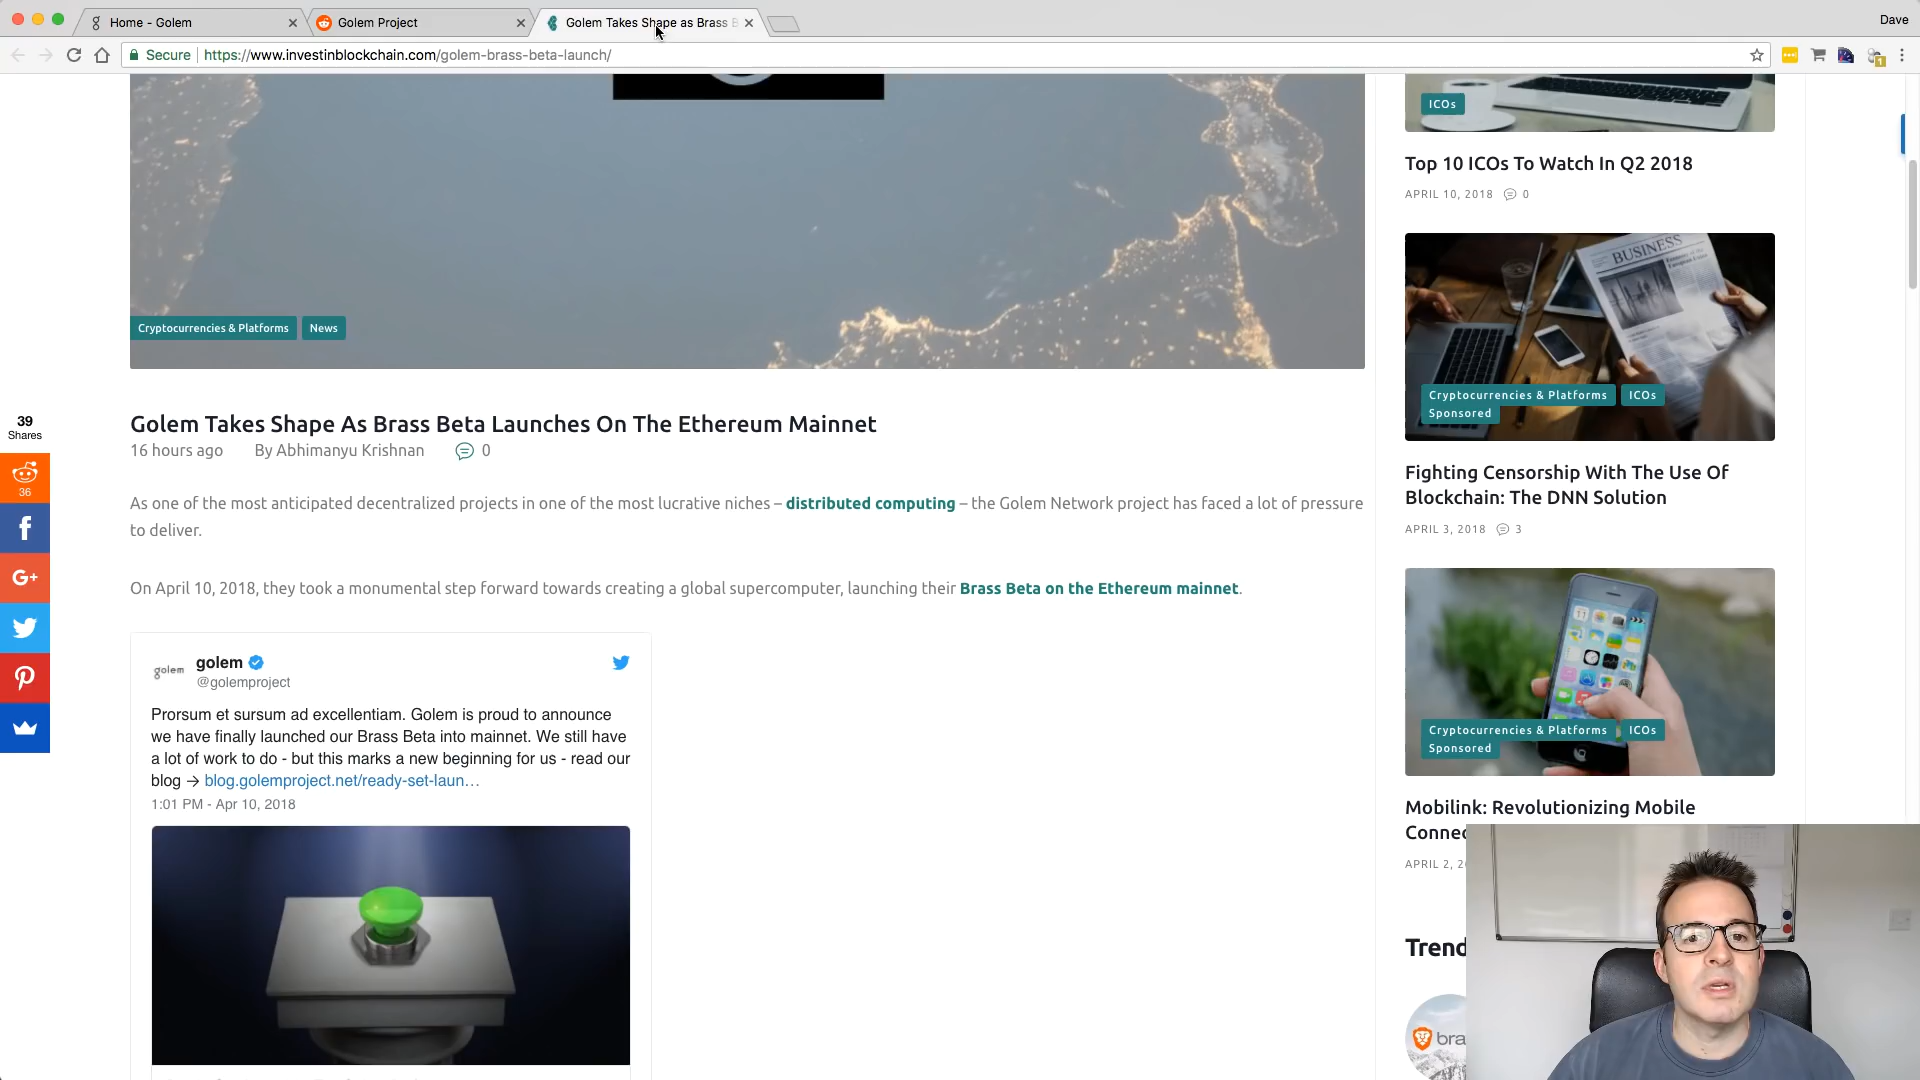 Home - Golem
Golem Project
Golem Takes Shape as Brass B
Dave
Secure
https://www.investinblockchain.com/golem-brass-beta-launch/
1
Cryptocurrencies & Platforms
News
39
Shares
36
Golem Takes Shape As Brass Beta Launches On The Ethereum Mainnet
16 hours ago By Abhimanyu Krishnan 0
As one of the most anticipated decentralized projects in one of the most lucrative niches – distributed computing – the Golem Network project has faced a lot of pressure
to deliver.
On April 10, 2018, they took a monumental step forward towards creating a global supercomputer, launching their Brass Beta on the Ethereum mainnet.
golem
golem
@golemproject
Prorsum et sursum ad excellentiam. Golem is proud to announce
we have finally launched our Brass Beta into mainnet. We still have
a lot of work to do - but this marks a new beginning for us - read our
blog → blog.golemproject.net/ready-set-laun…
1:01 PM - Apr 10, 2018
ICOs
Top 10 ICOs To Watch In Q2 2018
APRIL 10, 2018 0
BUSINESS
Cryptocurrencies & Platforms
ICOs
Sponsored
Fighting Censorship With The Use Of
Blockchain: The DNN Solution
APRIL 3, 2018 3
Cryptocurrencies & Platforms
ICOs
Sponsored
Mobilink: Revolutionizing Mobile
Connec
APRIL 2, 2
Trend
bra